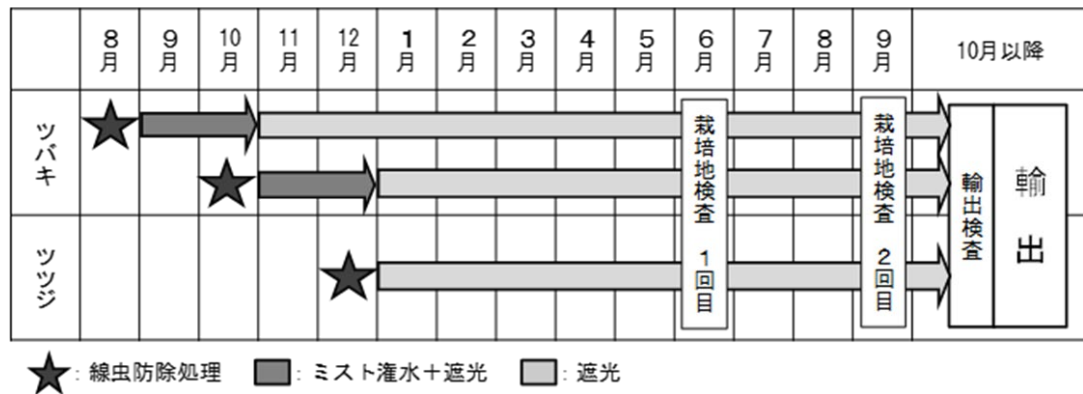 8月 9月 10月 11月 12月 1月 2月 3月 4月 5月 6月 7月 8月 9月 10月以降
ツバキ
ツツジ
栽培地検査 1回目
栽培地検査 2回目
輸出検査
輸出
★：線虫防除処理 ：ミスト潅水＋遮光 ：遮光